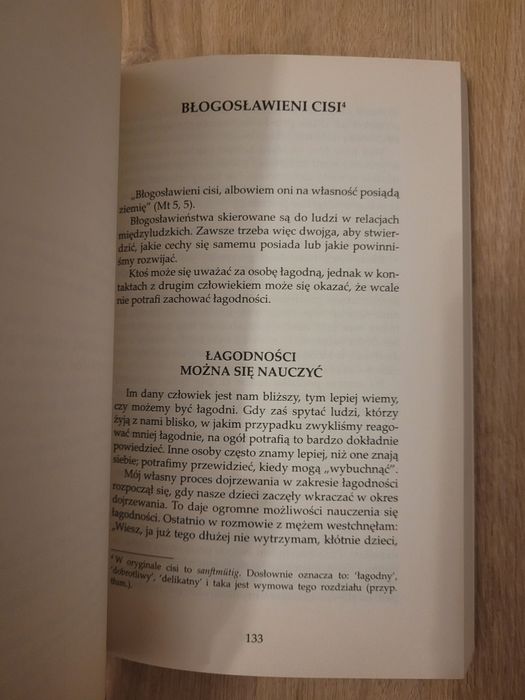 BŁOGOSŁAWIENI CISI⁴
„Błogosławieni cisi, albowiem oni na własność posiądą
ziemię” (Mt 5, 5).
Błogosławieństwa skierowane są do ludzi w relacjach
międzyludzkich. Zawsze trzeba więc dwojga, aby stwier-
dzić, jakie cechy się samemu posiada lub jakie powinni-
śmy rozwijać.
Ktoś może się uważać za osobę łagodną, jednak w kon-
taktach z drugim człowiekiem może się okazać, że wcale
nie potrafi zachować łagodności.
ŁAGODNOŚCI
MOŻNA SIĘ NAUCZYĆ
Im dany człowiek jest nam bliższy, tym lepiej wiemy,
czy możemy być łagodni. Gdy zaś spytać ludzi, którzy
żyją z nami blisko, w jakim przypadku zwykliśmy reago-
wać mniej łagodnie, na ogół potrafią to bardzo dokładnie
powiedzieć. Inne osoby często znamy lepiej, niż one znają
siebie; potrafimy przewidzieć, kiedy mogą „wybuchnąć”.
Mój własny proces dojrzewania w zakresie łagodności
rozpoczął się, gdy nasze dzieci zaczęły wkraczać w okres
dojrzewania. To daje ogromne możliwości nauczenia się
łagodności. Ostatnio w rozmowie z mężem westchnęłam:
„Wiesz, ja już tego dłużej nie wytrzymam, kłótnie dzieci,
⁴ W oryginale cisi to sanftmütig. Dosłownie oznacza to: ‘łagodny’,
‘dobrotliwy’, ‘delikatny’ i taka jest wymowa tego rozdziału (przyp.
tłum.).
133